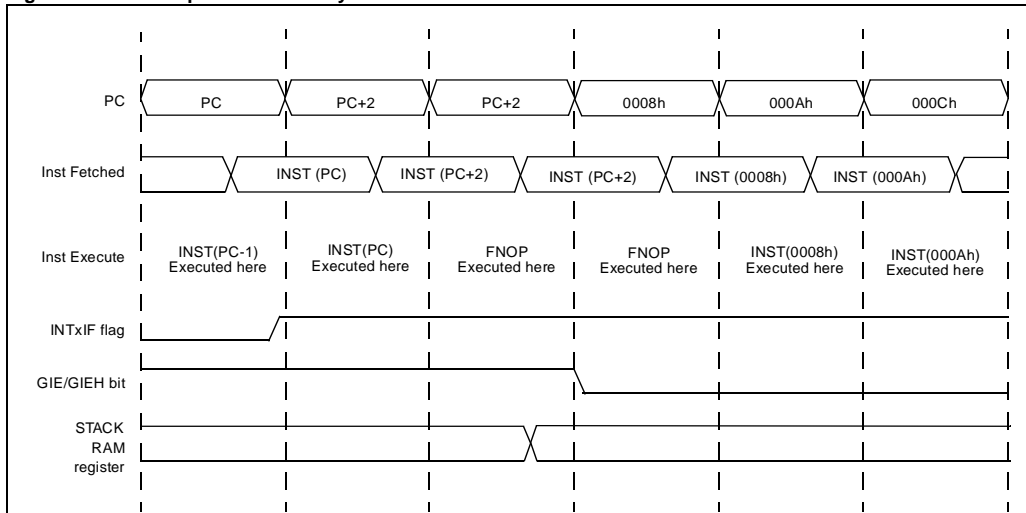 PC
PC
PC+2
PC+2
0008h
000Ah
000Ch
Inst Fetched
INST (PC)
INST (PC+2)
INST (PC+2)
INST (0008h)
INST (000Ah)
Inst Execute
INST(PC-1)
Executed here
INST(PC)
Executed here
FNOP
Executed here
FNOP
Executed here
INST(0008h)
Executed here
INST(000Ah)
Executed here
INTxIF flag
GIE/GIEH bit
STACK
RAM
register